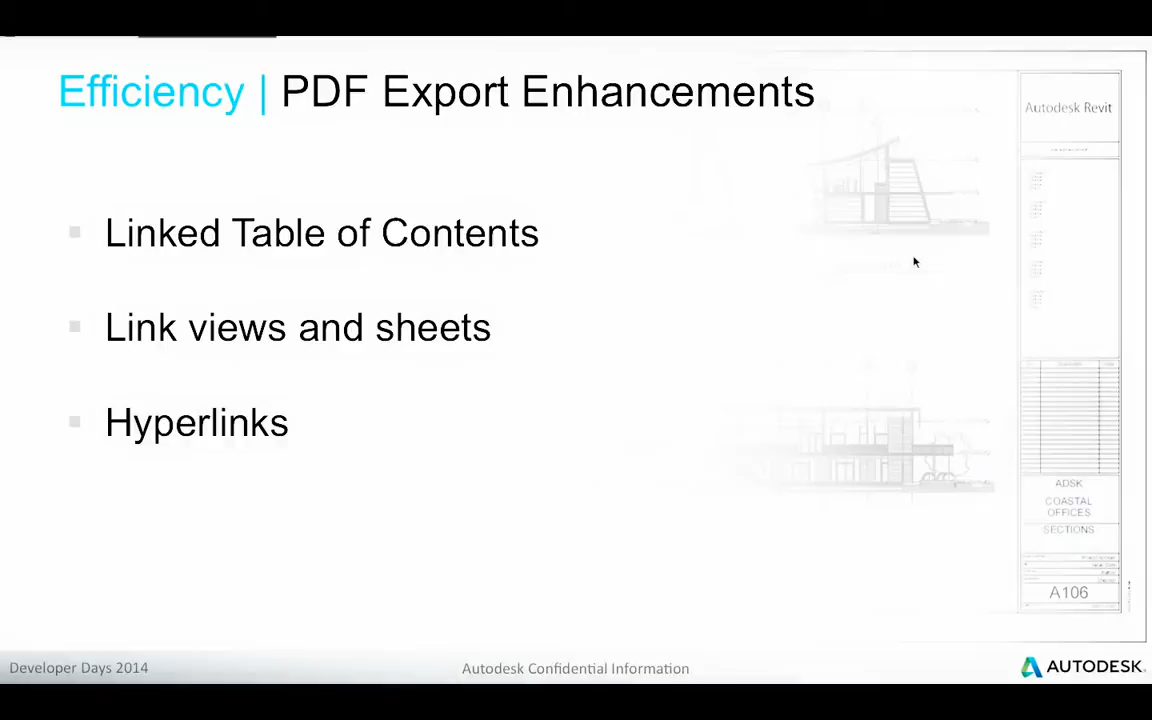 Efficiency | PDF Export Enhancements
Autodesk Revit
Linked Table of Contents
Link views and sheets
Hyperlinks
ADSK
COASTAL
OFFICES
SECTIONS
A106
Developer Days 2014
Autodesk Confidential Information
AUTODESK